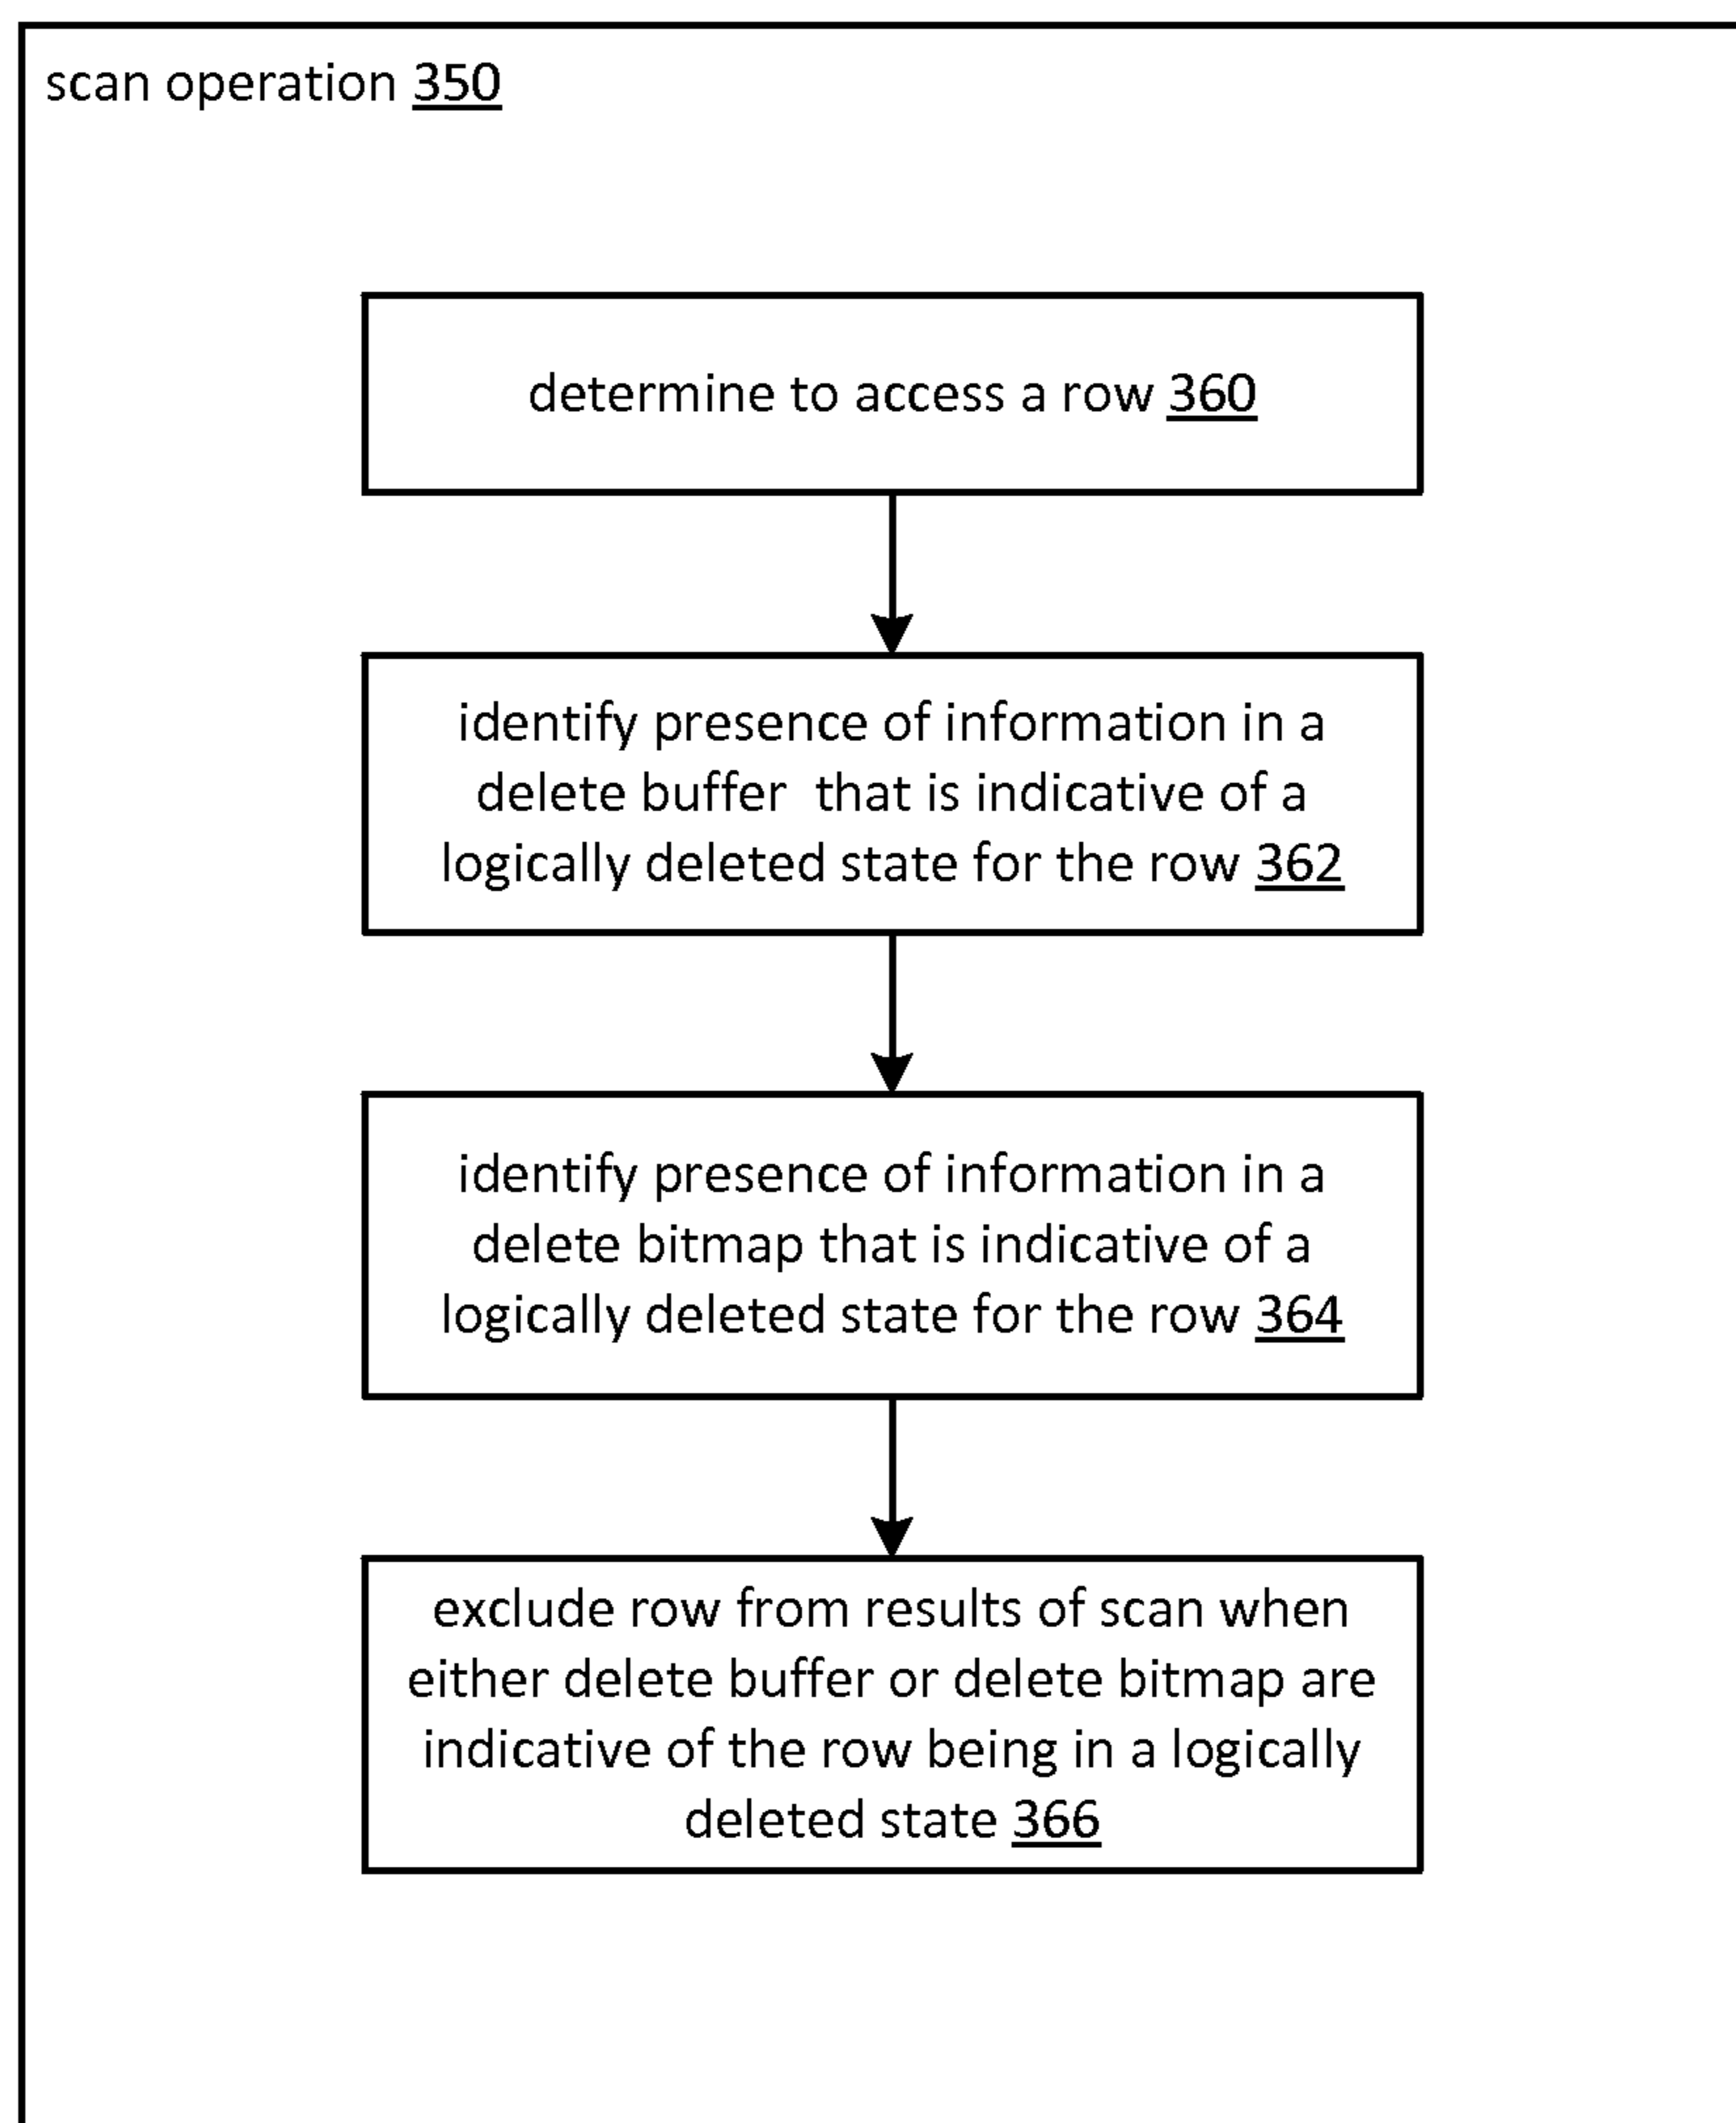 scan operation 350
determine to access a row 360
identify presence of information in a
delete buffer  that is indicative of a
logically deleted state for the row 362
identify presence of information in a
delete bitmap that is indicative of a
logically deleted state for the row 364
exclude row from results of scan when
either delete buffer or delete bitmap are
indicative of the row being in a logically
deleted state 366